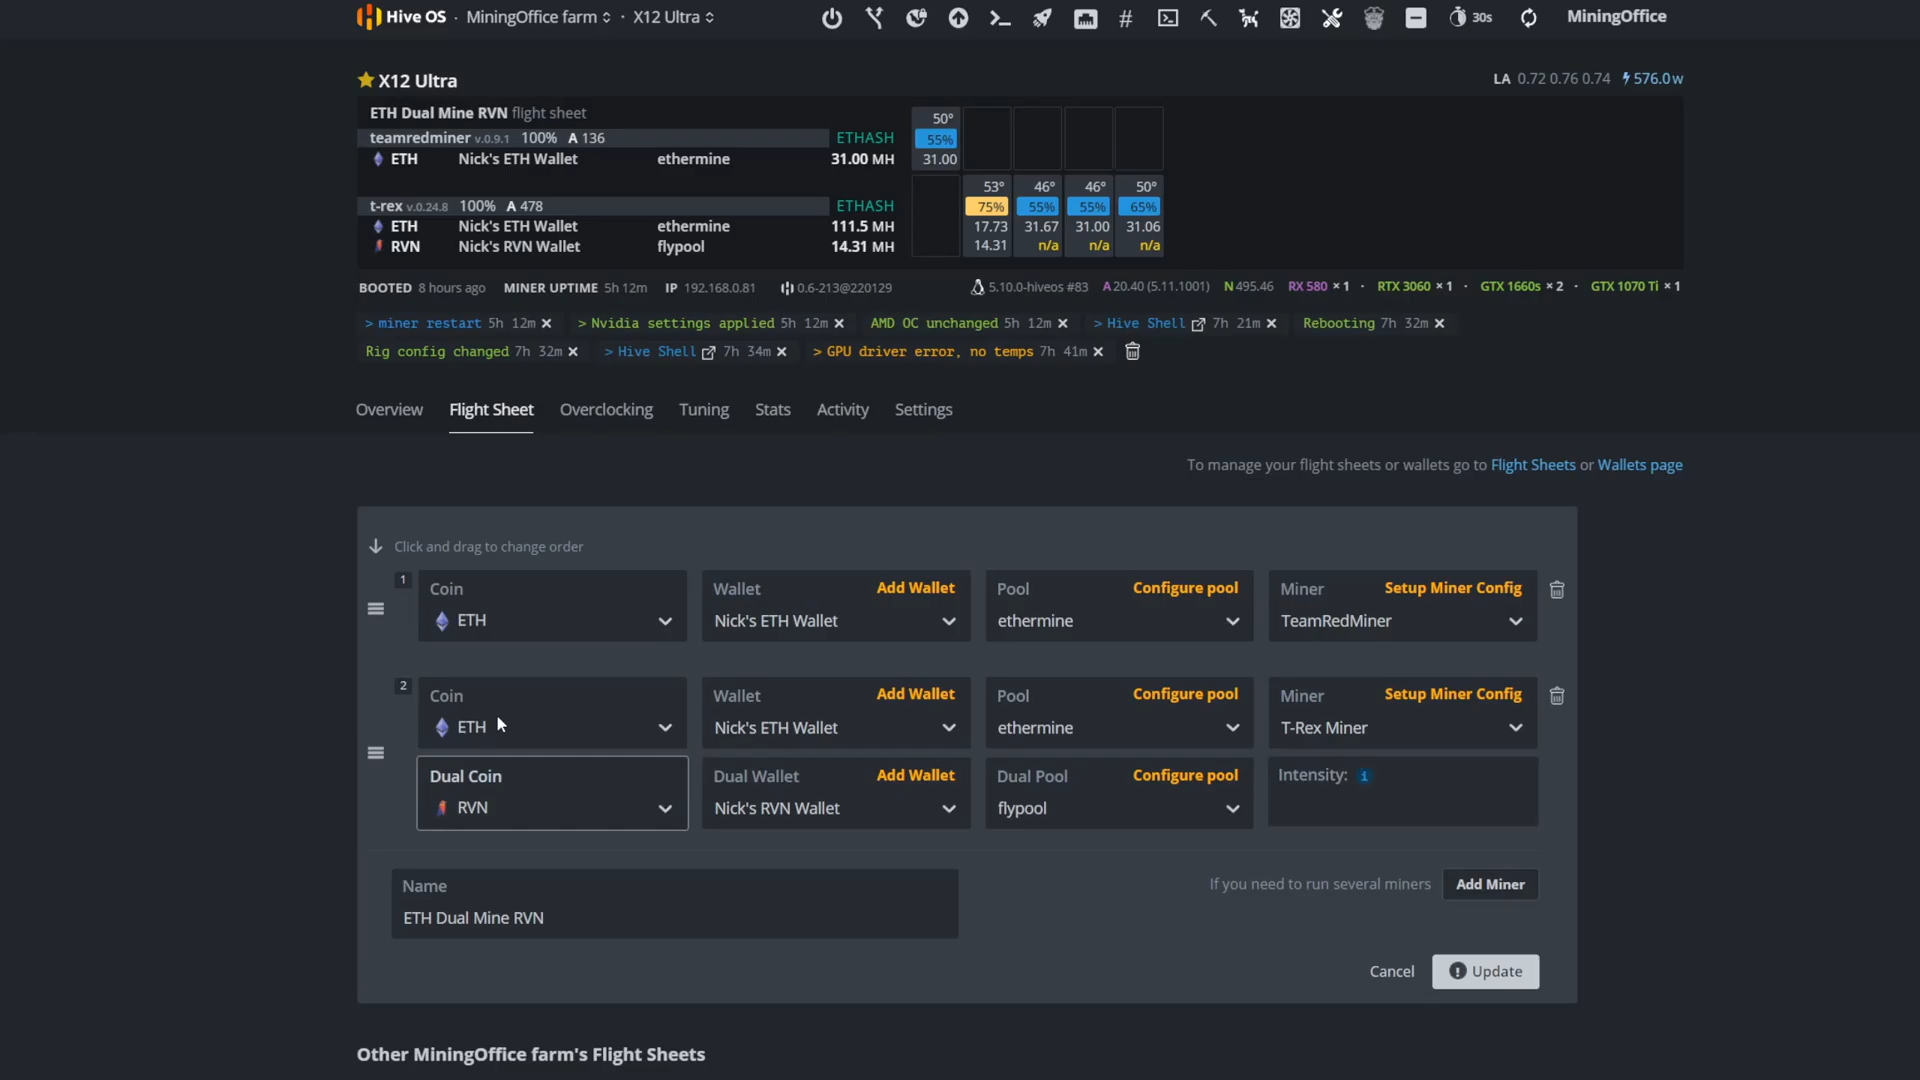 Hive OS · MiningOffice farm · X12 Ultra # 30s MiningOffice
X12 Ultra LA 0.72 0.76 0.74 576.0 w
ETH Dual Mine RVN flight sheet
teamredminer v.0.9.1 100% A 136 ETHASH
ETH Nick's ETH Wallet ethermine 31.00 MH
50°
55%
31.00
t-rex v.0.24.8 100% A 478 ETHASH
ETH Nick's ETH Wallet ethermine 111.5 MH
RVN Nick's RVN Wallet flypool 14.31 MH
53° 46° 46° 50°
75% 55% 55% 65%
17.73 31.67 31.00 31.06
14.31 n/a n/a n/a
BOOTED 8 hours ago MINER UPTIME 5h 12m IP 192.168.0.81 0.6-213@220129 5.10.0-hiveos #83 A 20.40 (5.11.1001) N 495.46 RX 580 × 1 · RTX 3060 × 1 · GTX 1660s × 2 · GTX 1070 Ti × 1
> miner restart 5h 12m × > Nvidia settings applied 5h 12m × AMD OC unchanged 5h 12m × > Hive Shell 7h 21m × Rebooting 7h 32m ×
Rig config changed 7h 32m × > Hive Shell 7h 34m × > GPU driver error, no temps 7h 41m ×
Overview Flight Sheet Overclocking Tuning Stats Activity Settings
To manage your flight sheets or wallets go to Flight Sheets or Wallets page
Click and drag to change order
1 Coin Wallet Add Wallet Pool Configure pool Miner Setup Miner Config
ETH Nick's ETH Wallet ethermine TeamRedMiner
2 Coin Wallet Add Wallet Pool Configure pool Miner Setup Miner Config
ETH Nick's ETH Wallet ethermine T-Rex Miner
Dual Coin Dual Wallet Add Wallet Dual Pool Configure pool Intensity: i
RVN Nick's RVN Wallet flypool
Name
ETH Dual Mine RVN
If you need to run several miners Add Miner
Cancel Update
Other MiningOffice farm's Flight Sheets